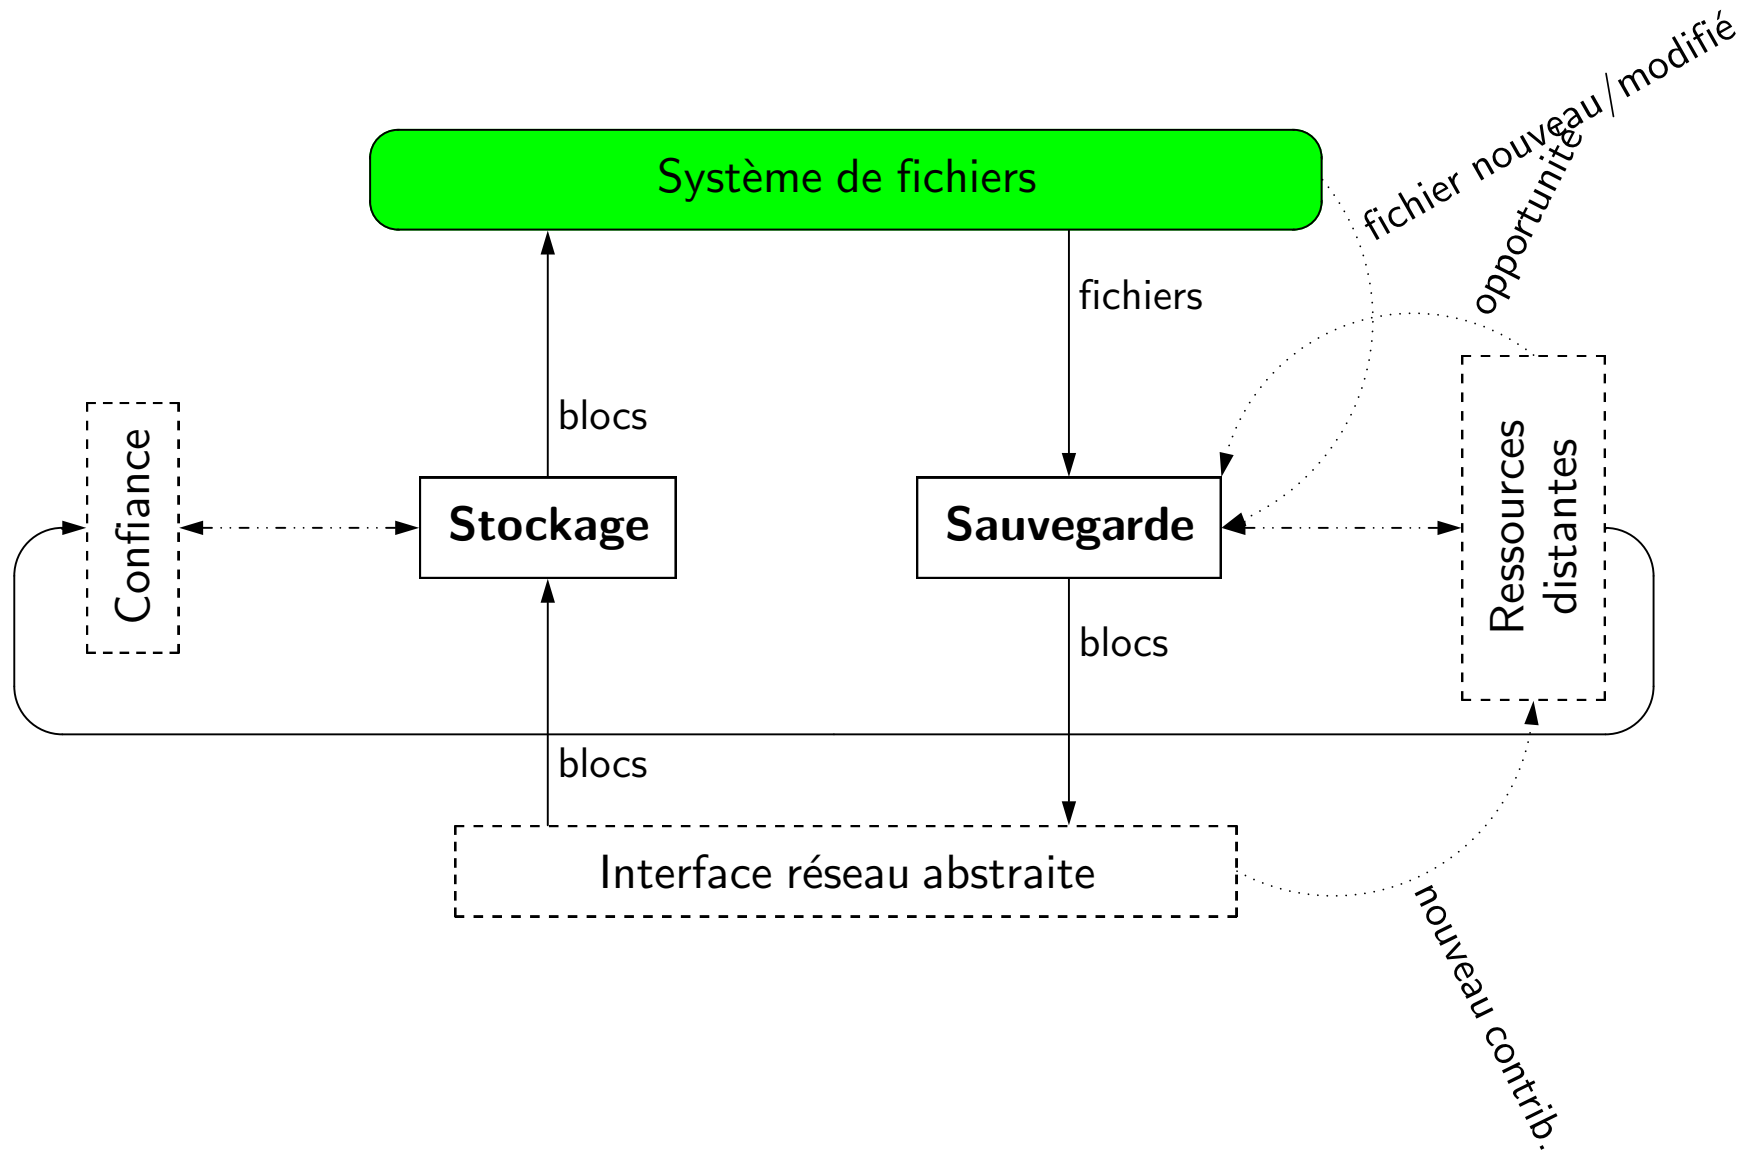 fichier nouveau/modifié
opportunité
Système de fichiers
fichiers
blocs
Confiance
Stockage
Sauvegarde
Ressources
distantes
blocs
blocs
Interface réseau abstraite
nouveau contrib.